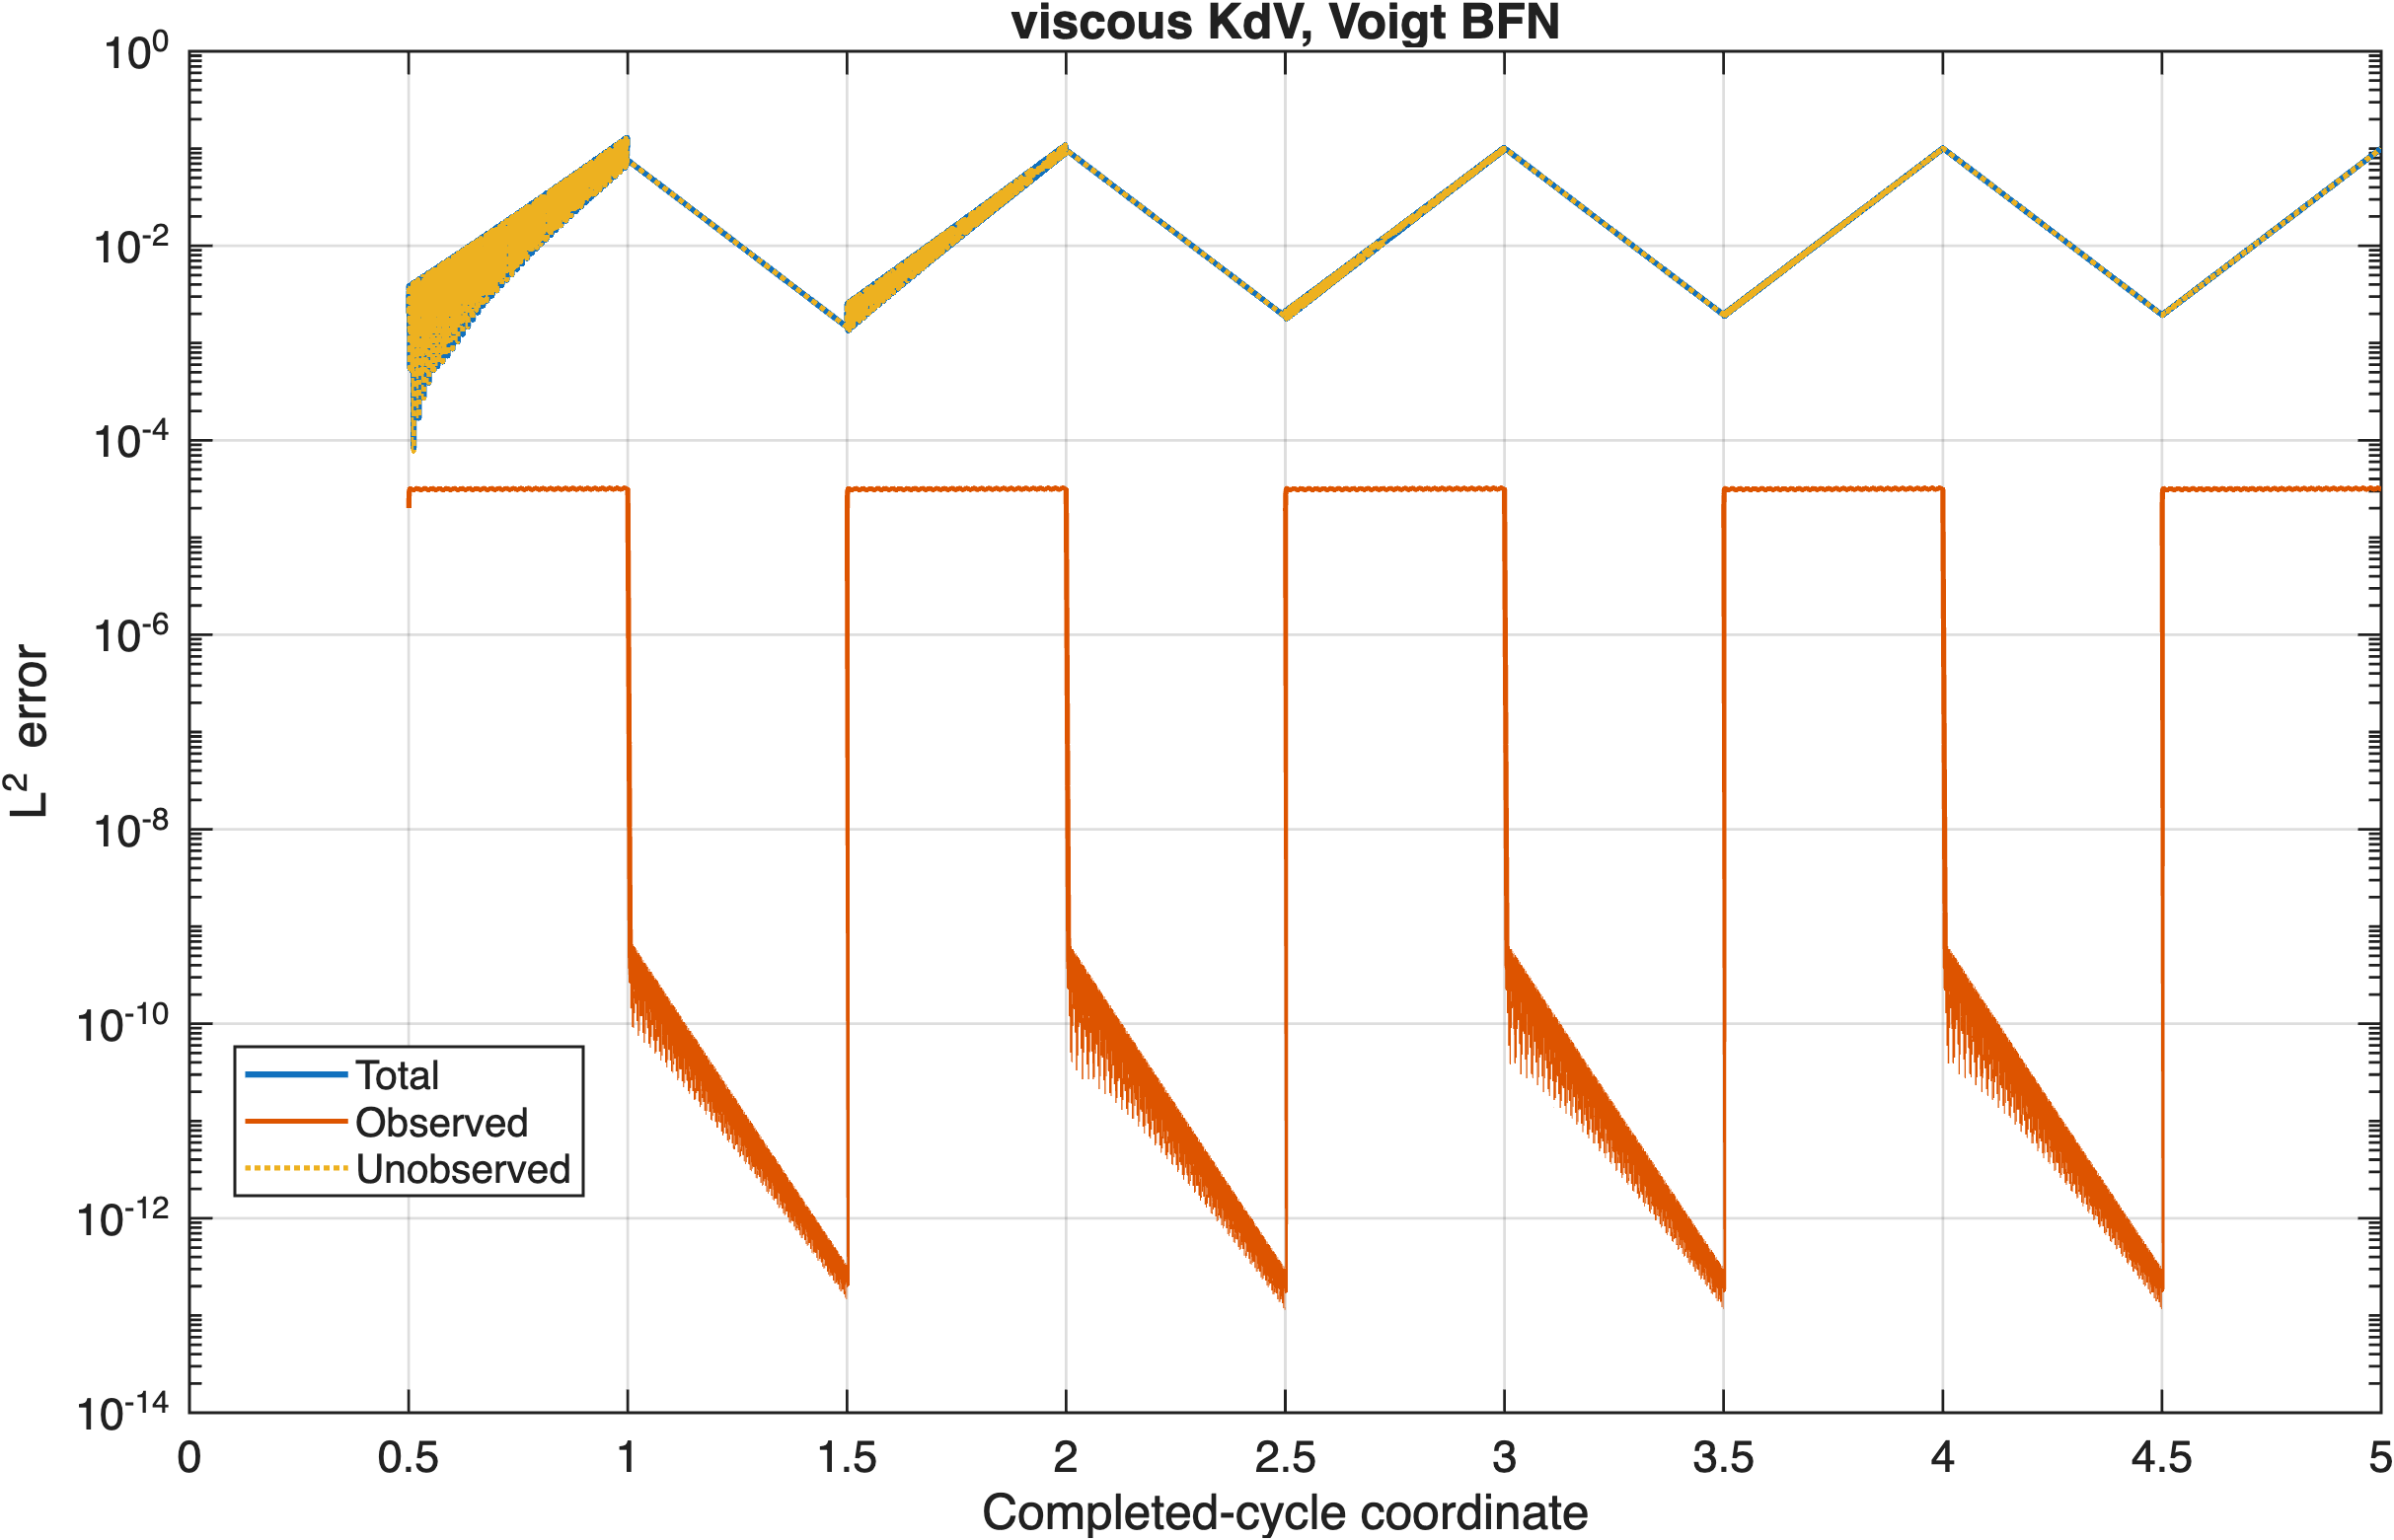 viscous KdV, Voigt BFN
10^0
10^-2
10^-4
10^-6
10^-8
10^-10
10^-12
10^-14
L^2 error
Total
Observed
Unobserved
0 0.5 1 1.5 2 2.5 3 3.5 4 4.5 5
Completed-cycle coordinate